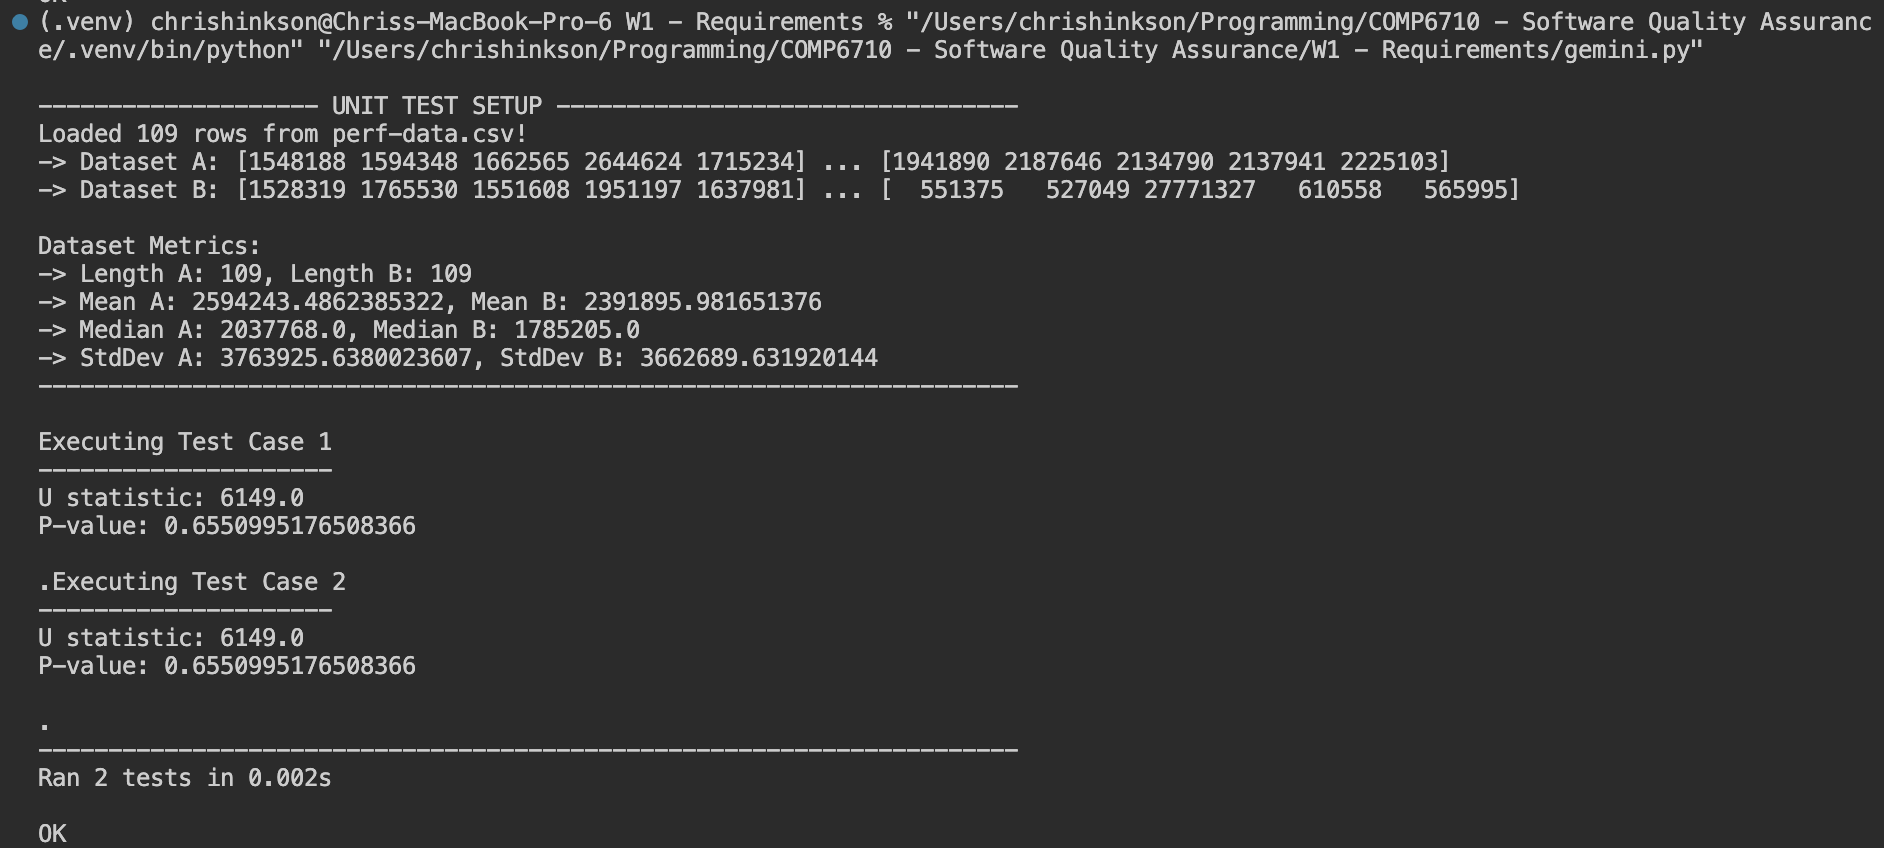 (.venv) chrishinkson@Chriss-MacBook-Pro-6 W1 - Requirements % "/Users/chrishinkson/Programming/COMP6710 - Software Quality Assuranc
e/.venv/bin/python" "/Users/chrishinkson/Programming/COMP6710 - Software Quality Assurance/W1 - Requirements/gemini.py"
-------------------- UNIT TEST SETUP ---------------------------------
Loaded 109 rows from perf-data.csv!
-> Dataset A: [1548188 1594348 1662565 2644624 1715234] ... [1941890 2187646 2134790 2137941 2225103]
-> Dataset B: [1528319 1765530 1551608 1951197 1637981] ... [  551375   527049 27771327   610558   565995]
Dataset Metrics:
-> Length A: 109, Length B: 109
-> Mean A: 2594243.4862385322, Mean B: 2391895.981651376
-> Median A: 2037768.0, Median B: 1785205.0
-> StdDev A: 3763925.6380023607, StdDev B: 3662689.631920144
----------------------------------------------------------------------
Executing Test Case 1
---------------------
U statistic: 6149.0
P-value: 0.6550995176508366
.Executing Test Case 2
---------------------
U statistic: 6149.0
P-value: 0.6550995176508366
.
----------------------------------------------------------------------
Ran 2 tests in 0.002s
OK